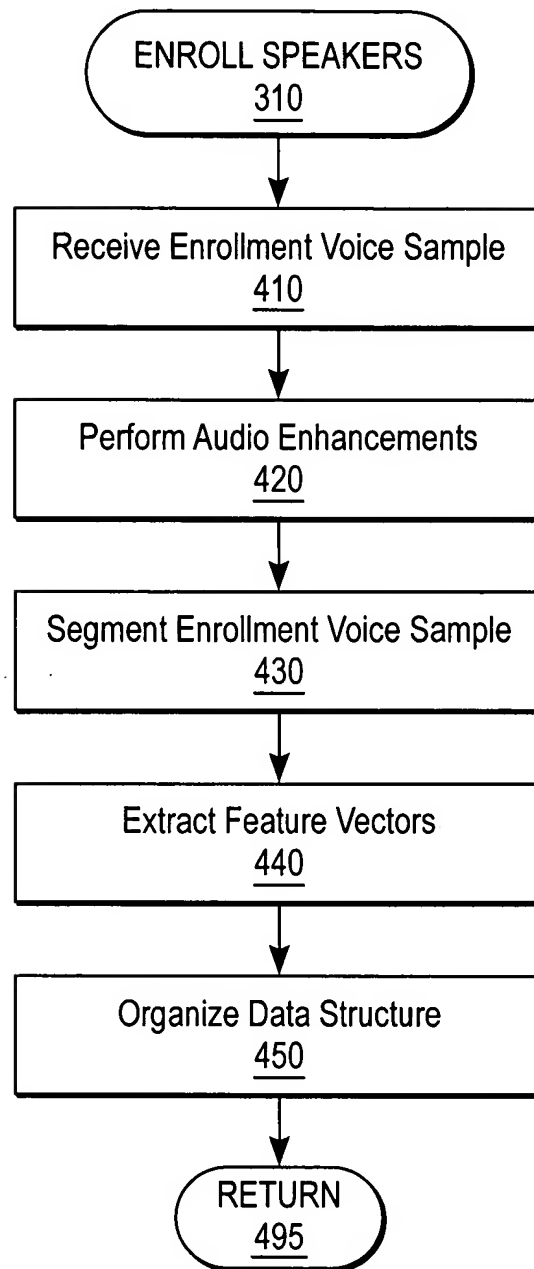 ENROLL SPEAKERS
310
Receive Enrollment Voice Sample
410
Perform Audio Enhancements
420
Segment Enrollment Voice Sample
430
Extract Feature Vectors
440
Organize Data Structure
450
RETURN
495